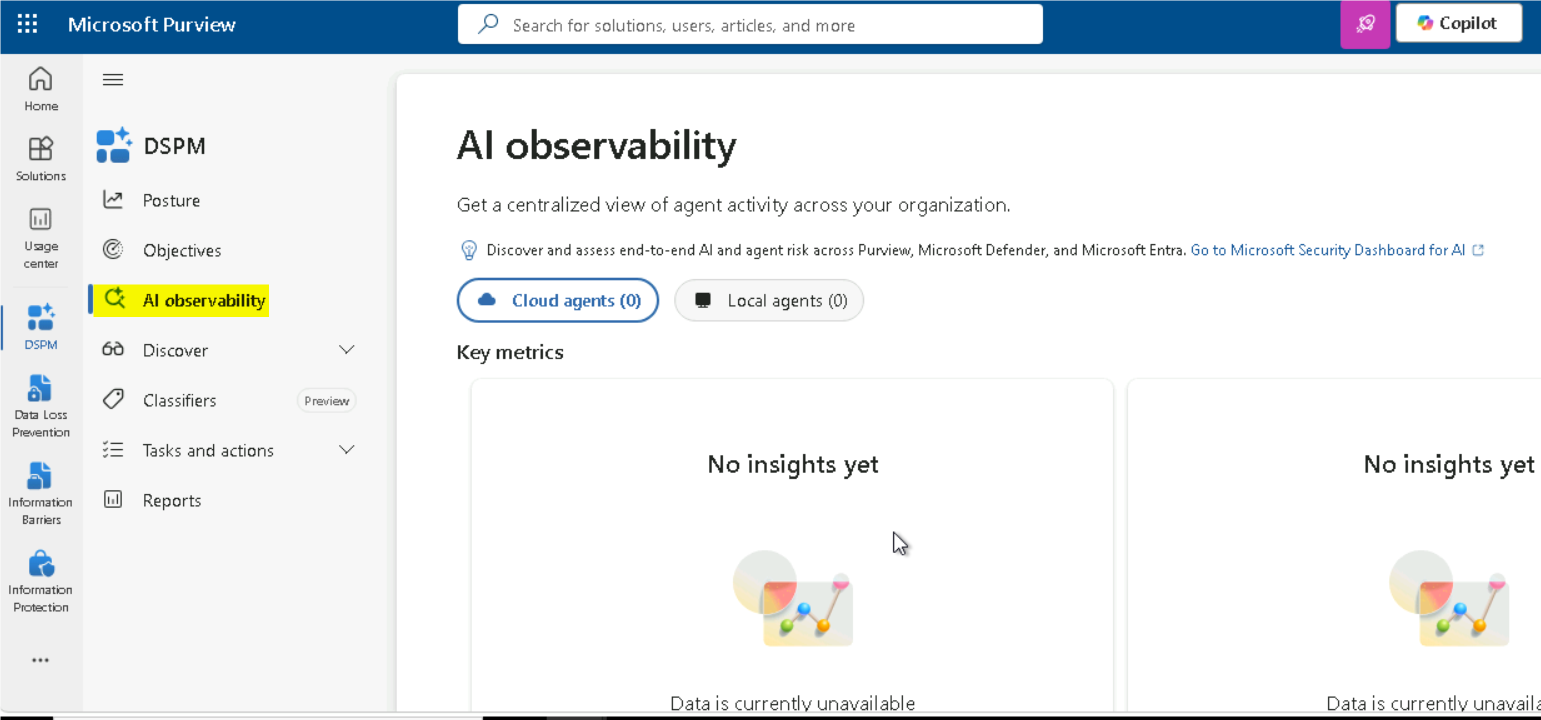 Microsoft Purview
Search for solutions, users, articles, and more
Copilot
Home
Solutions
Usage
center
DSPM
Data Loss
Prevention
Information
Barriers
Information
Protection
DSPM
Posture
Objectives
AI observability
Discover
Classifiers
Preview
Tasks and actions
Reports
AI observability
Get a centralized view of agent activity across your organization.
Discover and assess end-to-end AI and agent risk across Purview, Microsoft Defender, and Microsoft Entra. Go to Microsoft Security Dashboard for AI
Cloud agents (0)
Local agents (0)
Key metrics
No insights yet
Data is currently unavailable
No insights yet
Data is currently